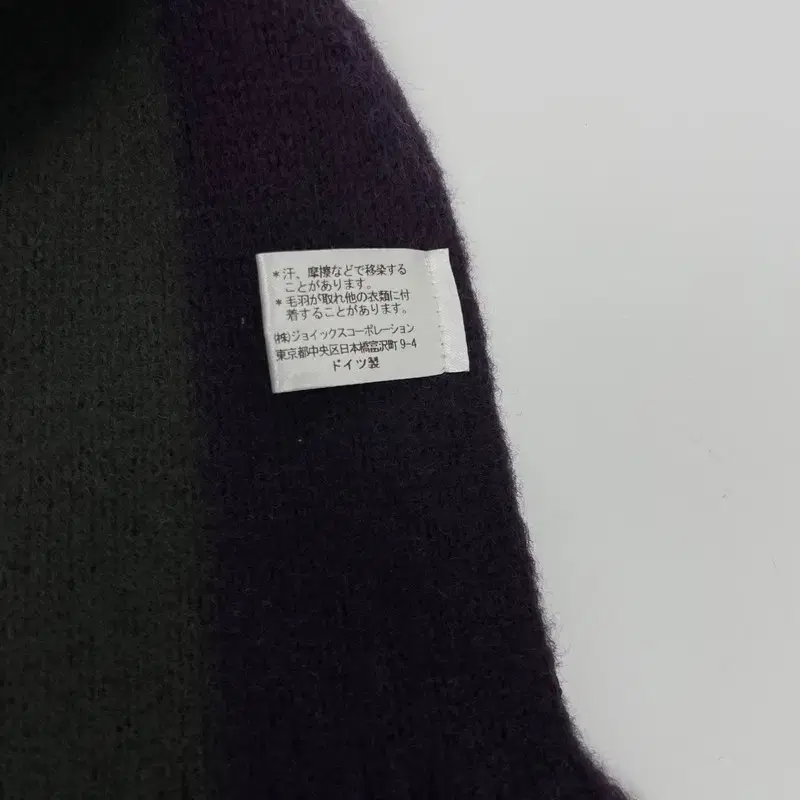 *汗、摩擦などで移染する
ことがあります。
*毛羽が取れ他の衣類に付
着することがあります。
(株)ジョイックスコーポレーション
東京都中央区日本橋富沢町9-4
ドイツ製